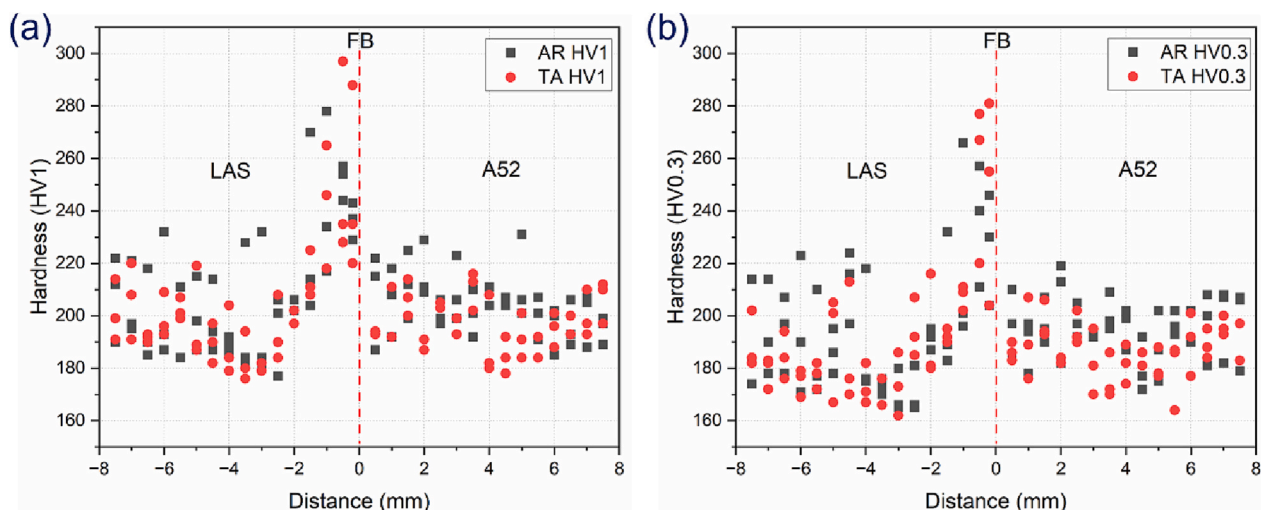 (a)
FB
AR HV1
TA HV1
LAS
A52
Hardness (HV1)
300
280
260
240
220
200
180
160
−8
−6
−4
−2
0
2
4
6
8
Distance (mm)
(b)
FB
AR HV0.3
TA HV0.3
LAS
A52
Hardness (HV0.3)
300
280
260
240
220
200
180
160
−8
−6
−4
−2
0
2
4
6
8
Distance (mm)